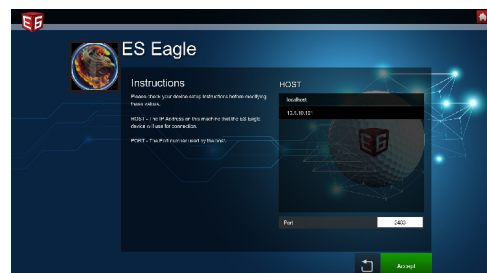 E6
ES Eagle
Instructions
Please check your device setup instructions before modifying
these values.
HOST - The IP Address on this machine that the ES Eagle
device will use for connection.
PORT - The Port number used by the host.
HOST
localhost
E6
Port
2483
Accept